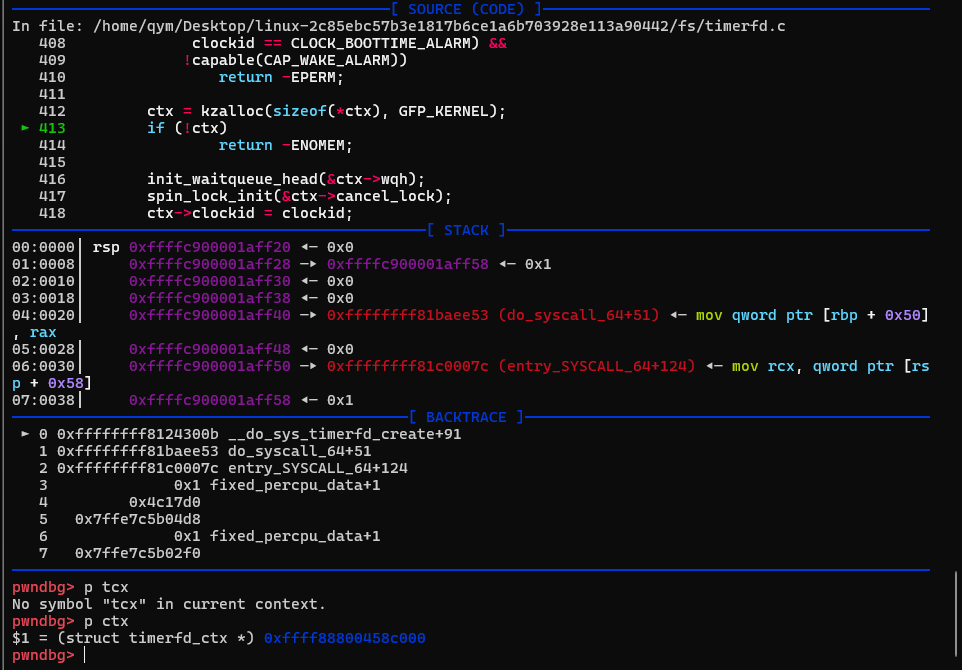 [ SOURCE (CODE) ]
In file: /home/qym/Desktop/linux-2c85ebc57b3e1817b6ce1a6b703928e113a90442/fs/timerfd.c
408              clockid == CLOCK_BOOTTIME_ALARM) &&
409             !capable(CAP_WAKE_ALARM))
410                 return -EPERM;
411
412         ctx = kzalloc(sizeof(*ctx), GFP_KERNEL);
► 413         if (!ctx)
414                 return -ENOMEM;
415
416         init_waitqueue_head(&ctx->wqh);
417         spin_lock_init(&ctx->cancel_lock);
418         ctx->clockid = clockid;
[ STACK ]
00:0000│ rsp 0xffffc900001aff20 ◂— 0x0
01:0008│     0xffffc900001aff28 —▸ 0xffffc900001aff58 ◂— 0x1
02:0010│     0xffffc900001aff30 ◂— 0x0
03:0018│     0xffffc900001aff38 ◂— 0x0
04:0020│     0xffffc900001aff40 —▸ 0xffffffff81baee53 (do_syscall_64+51) ◂— mov qword ptr [rbp + 0x50]
, rax
05:0028│     0xffffc900001aff48 ◂— 0x0
06:0030│     0xffffc900001aff50 —▸ 0xffffffff81c0007c (entry_SYSCALL_64+124) ◂— mov rcx, qword ptr [rs
p + 0x58]
07:0038│     0xffffc900001aff58 ◂— 0x1
[ BACKTRACE ]
► 0 0xffffffff8124300b __do_sys_timerfd_create+91
1 0xffffffff81baee53 do_syscall_64+51
2 0xffffffff81c0007c entry_SYSCALL_64+124
3              0x1 fixed_percpu_data+1
4         0x4c17d0
5   0x7ffe7c5b04d8
6              0x1 fixed_percpu_data+1
7   0x7ffe7c5b02f0
pwndbg> p tcx
No symbol "tcx" in current context.
pwndbg> p ctx
$1 = (struct timerfd_ctx *) 0xffff88800458c000
pwndbg>